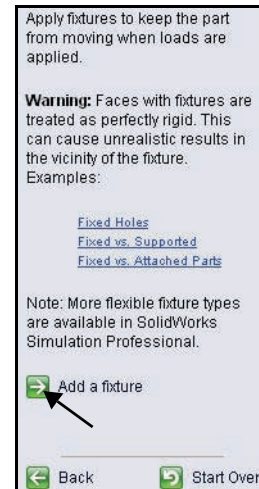 Apply fixtures to keep the part
from moving when loads are
applied.
Warning: Faces with fixtures are
treated as perfectly rigid. This
can cause unrealistic results in
the vicinity of the fixture.
Examples:
Fixed Holes
Fixed vs. Supported
Fixed vs. Attached Parts
Note: More flexible fixture types
are available in SolidWorks
Simulation Professional.
Add a fixture
Back Start Over